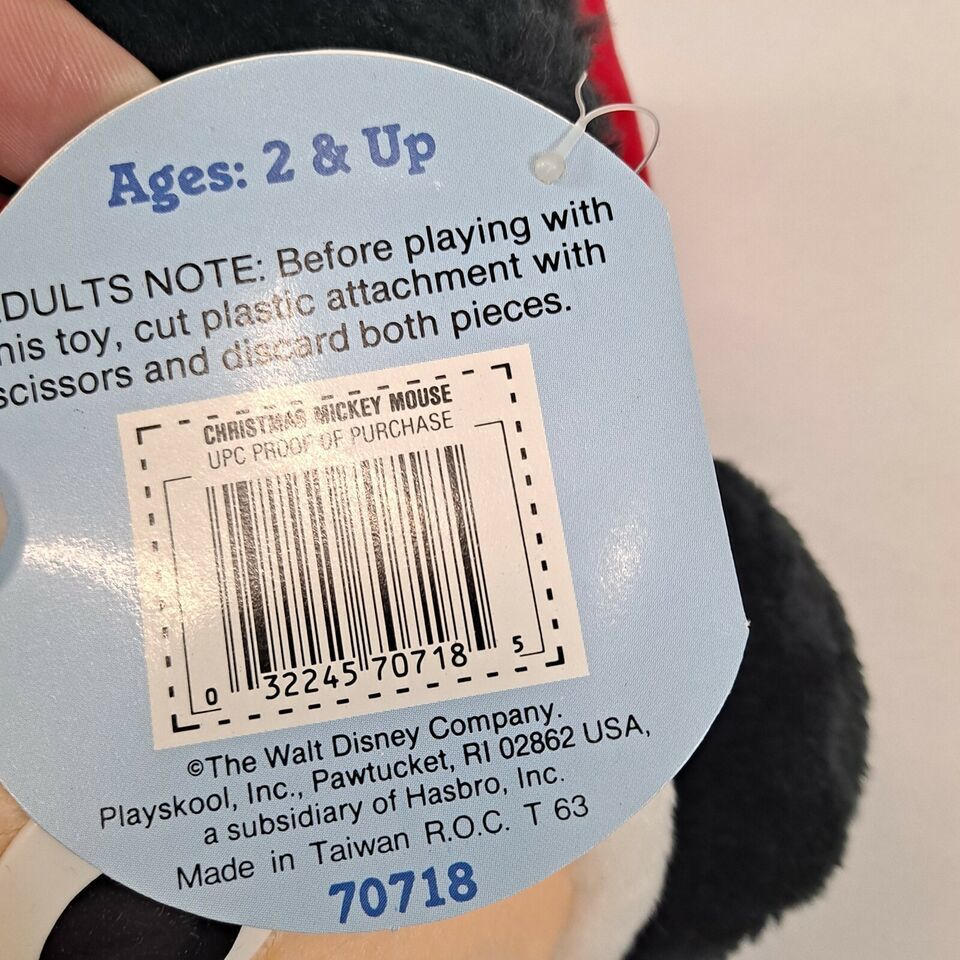 Ages: 2 & Up
ADULTS NOTE: Before playing with
this toy, cut plastic attachment with
scissors and discard both pieces.
CHRISTMAS MICKEY MOUSE
UPC PROOF OF PURCHASE
0 32245 70718 5
©The Walt Disney Company.
Playskool, Inc., Pawtucket, RI 02862 USA,
a subsidiary of Hasbro, Inc.
Made in Taiwan R.O.C. T 63
70718